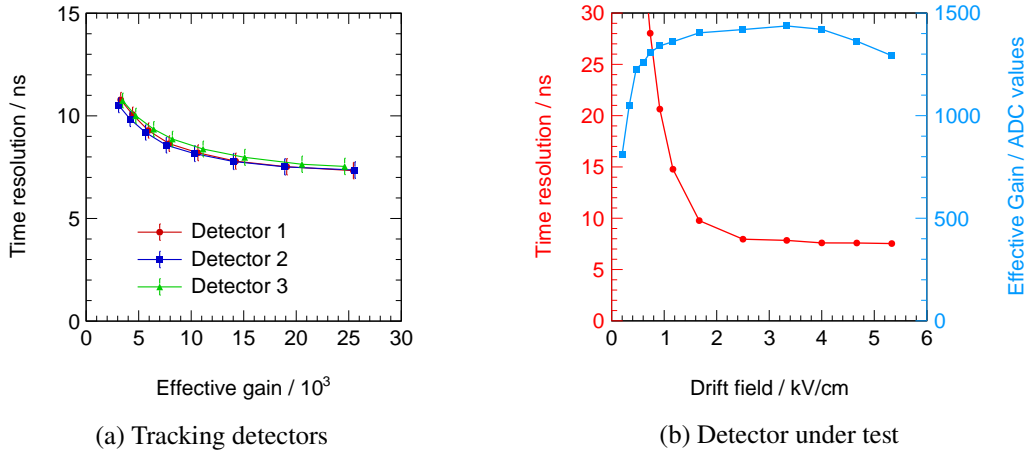 15
10
5
0
Time resolution / ns
Detector 1
Detector 2
Detector 3
0 5 10 15 20 25 30
Effective gain / 10³
(a) Tracking detectors
30
25
20
15
10
5
0
Time resolution / ns
1500
1000
500
0
Effective Gain / ADC values
0 1 2 3 4 5 6
Drift field / kV/cm
(b) Detector under test